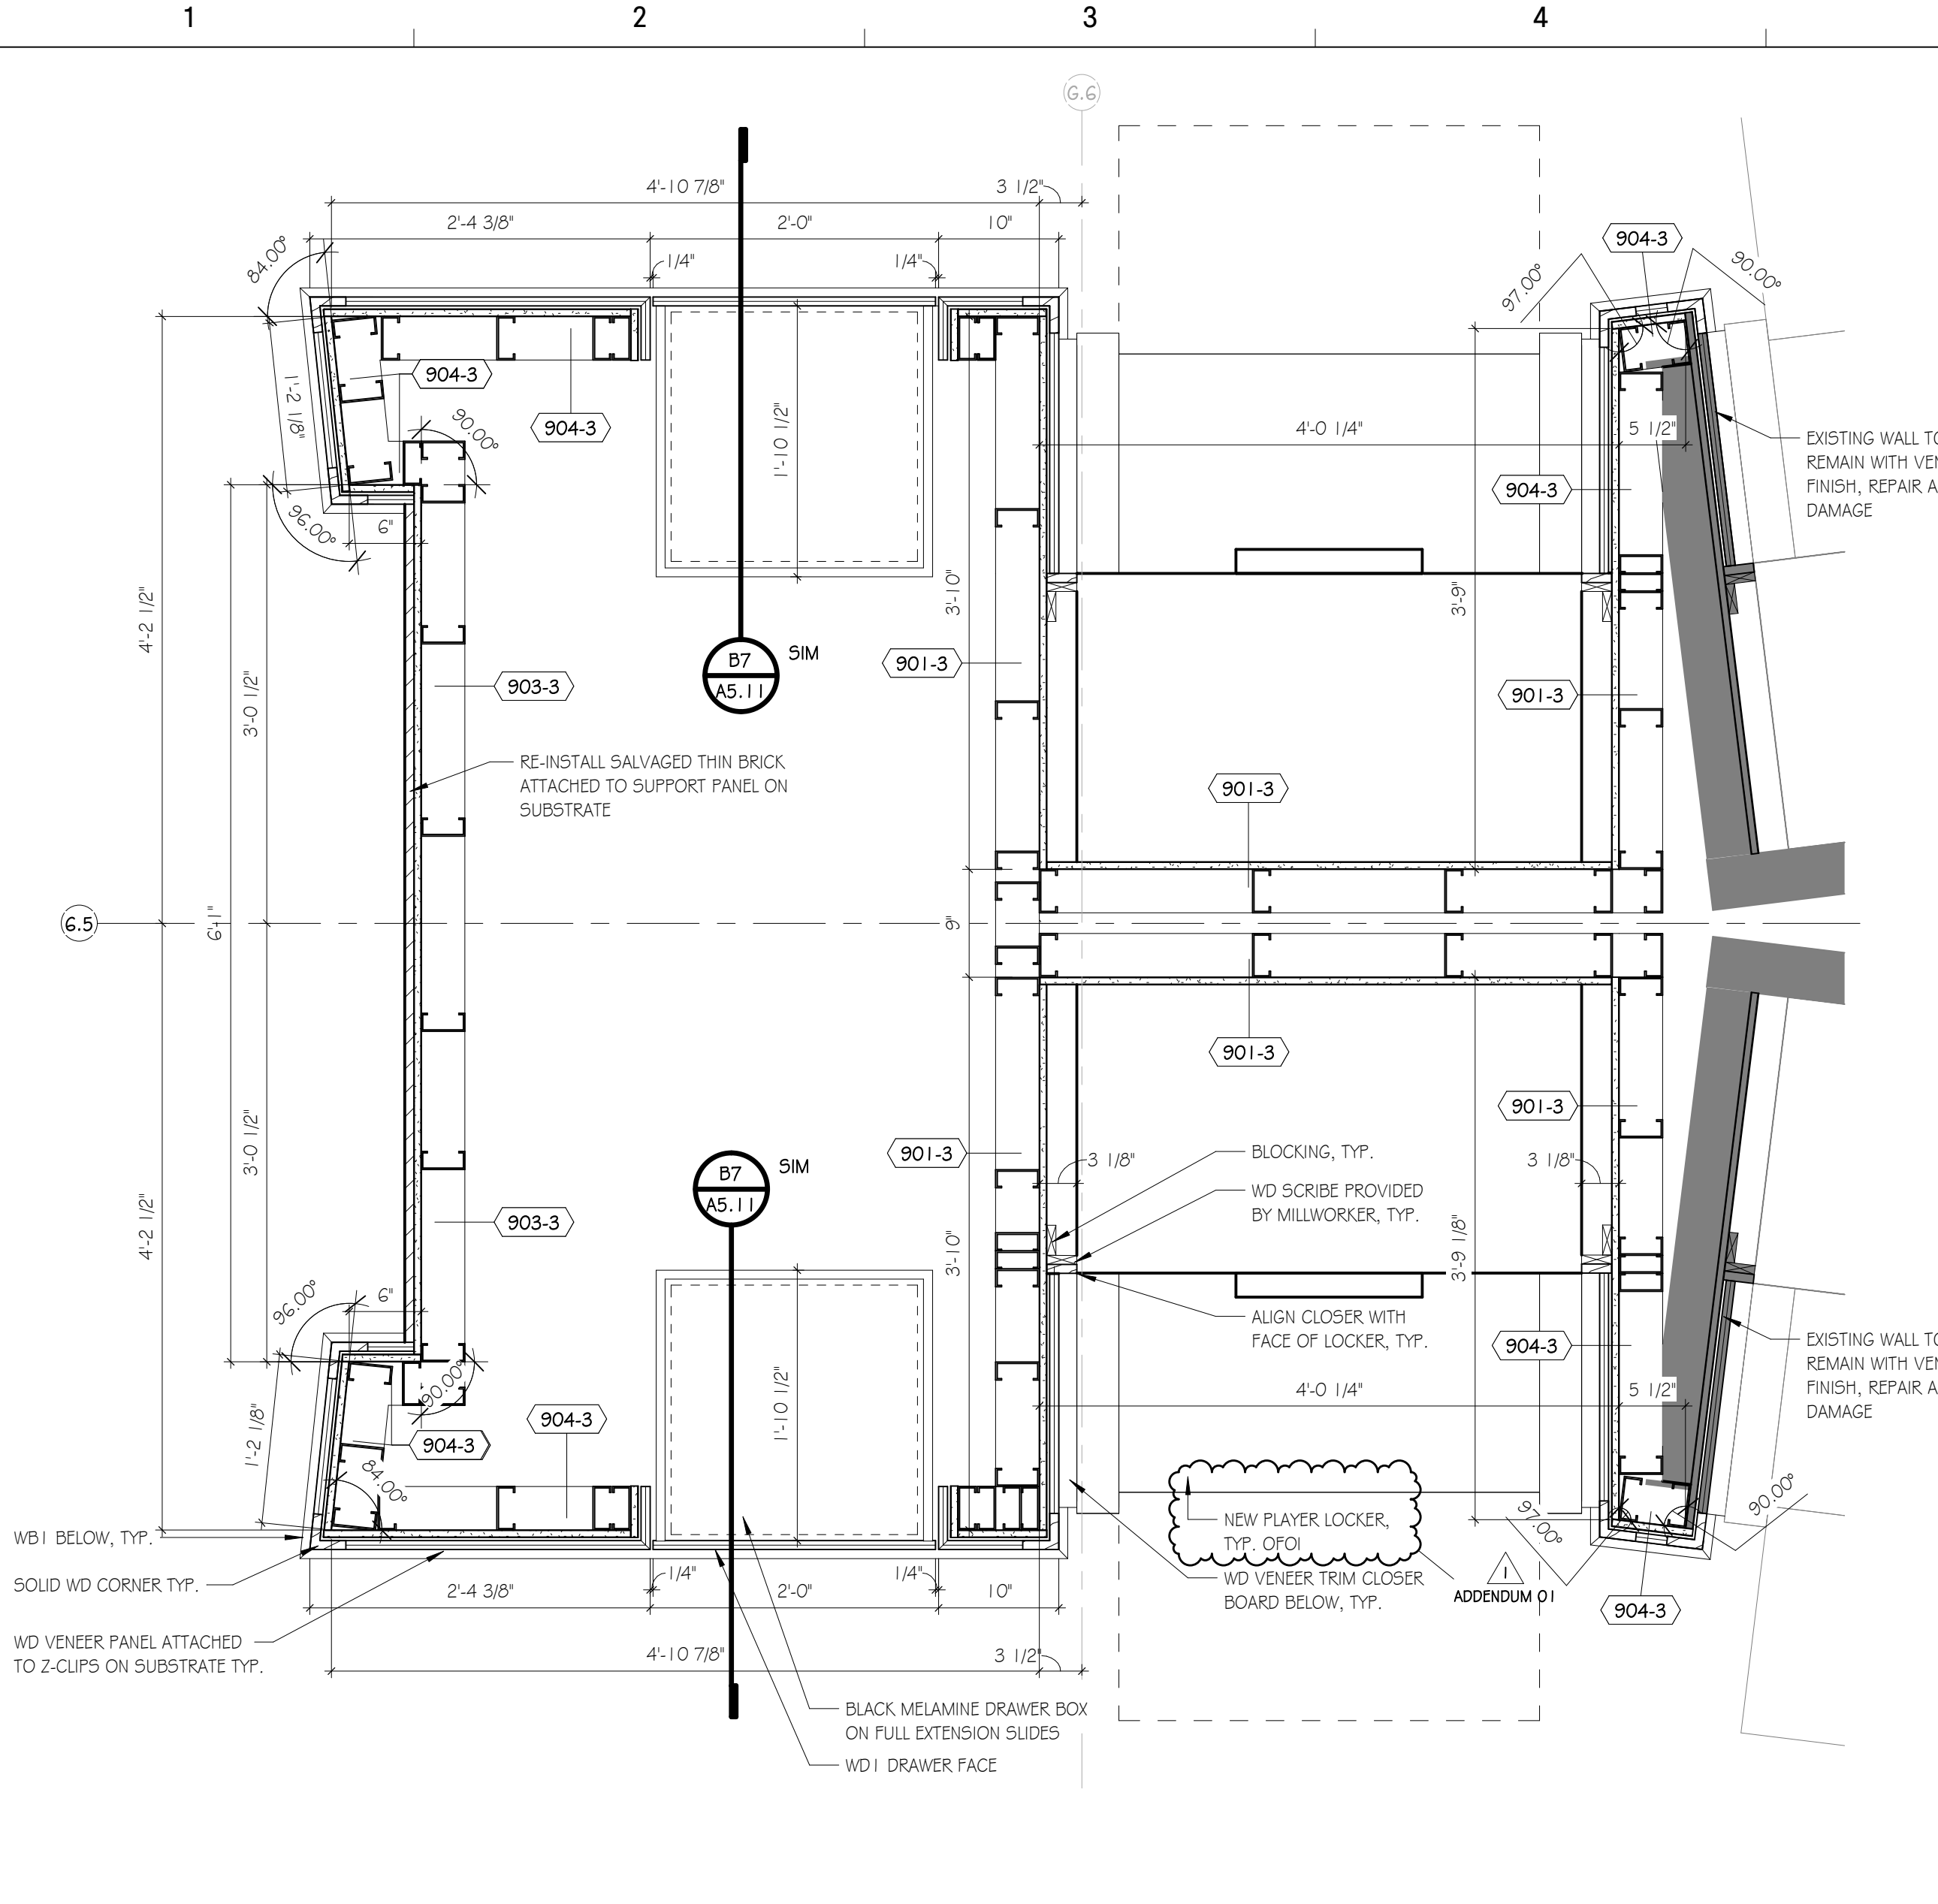 1 2 3 4
G.6
4'-10 7/8" 3 1/2"
2'-4 3/8" 2'-0" 10"
1/4" 1/4"
84.00°
904-3
97.00°
90.00°
1'-2 1/8"
904-3
90.00°
904-3
1'-10 1/2"
4'-0 1/4" 5 1/2"
EXISTING WALL TO
REMAIN WITH VEN
FINISH, REPAIR A
DAMAGE
904-3
96.00°
6"
4'-2 1/2"
3'-10"
3'-9"
B7
A5.11
SIM
901-3
903-3
901-3
3'-0 1/2"
RE-INSTALL SALVAGED THIN BRICK
ATTACHED TO SUPPORT PANEL ON
SUBSTRATE
901-3
6.5
6'-1"
9"
901-3
901-3
3'-0 1/2"
B7
A5.11
SIM
901-3
BLOCKING, TYP.
3 1/8" 3 1/8"
WD SCRIBE PROVIDED
BY MILLWORKER, TYP.
4'-2 1/2"
903-3
3'-10"
3'-9 1/8"
96.00°
6"
ALIGN CLOSER WITH
FACE OF LOCKER, TYP.
904-3
EXISTING WALL TO
REMAIN WITH VEN
FINISH, REPAIR A
DAMAGE
90.00°
1'-10 1/2"
4'-0 1/4" 5 1/2"
1'-2 1/8"
904-3
904-3
84.00°
90.00°
97.00°
WB1 BELOW, TYP.
NEW PLAYER LOCKER,
TYP. OFOI
SOLID WD CORNER TYP.
1/4" 1/4"
2'-4 3/8" 2'-0" 10"
WD VENEER TRIM CLOSER
BOARD BELOW, TYP.
1
ADDENDUM 01
904-3
WD VENEER PANEL ATTACHED
TO Z-CLIPS ON SUBSTRATE TYP.
4'-10 7/8" 3 1/2"
BLACK MELAMINE DRAWER BOX
ON FULL EXTENSION SLIDES
WD1 DRAWER FACE